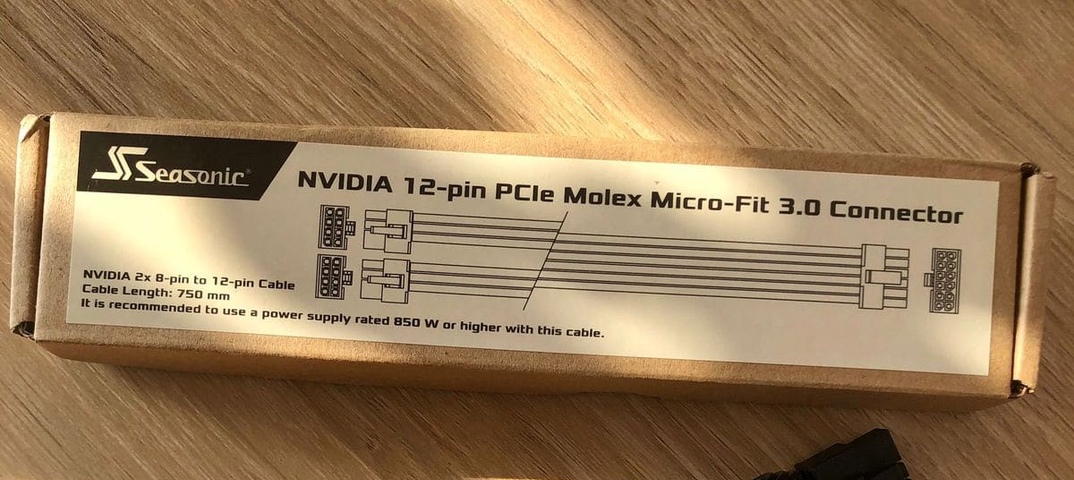 Seasonic
NVIDIA 12-pin PCIe Molex Micro-Fit 3.0 Connector
NVIDIA 2x 8-pin to 12-pin Cable
Cable Length: 750 mm
It is recommended to use a power supply rated 850 W or higher with this cable.